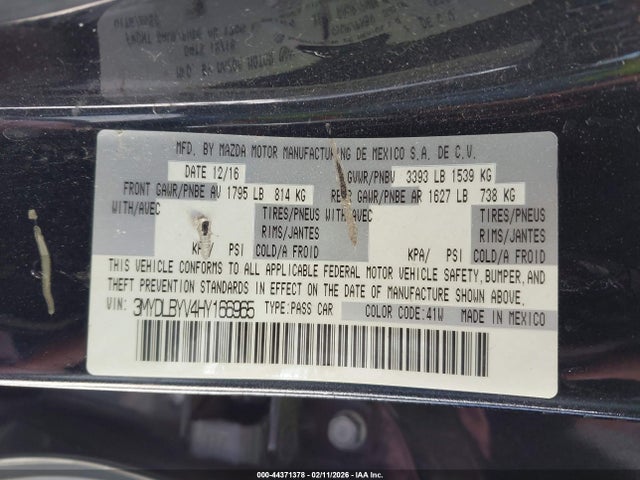 MFD. BY MAZDA MOTOR MANUFACTURING DE MEXICO S.A. DE C.V.
DATE 12/16 GVWR/PNBV 3393 LB 1539 KG
FRONT GAWR/PNBE AV 1795 LB 814 KG REAR GAWR/PNBE AR 1627 LB 738 KG
WITH/AVEC TIRES/PNEUS WITH/AVEC TIRES/PNEUS
RIMS/JANTES RIMS/JANTES
KPA/ PSI COLD/A FROID KPA/ PSI COLD/A FROID
THIS VEHICLE CONFORMS TO ALL APPLICABLE FEDERAL MOTOR VEHICLE SAFETY, BUMPER, AND
THEFT PREVENTION STANDARDS IN EFFECT ON THE DATE OF MANUFACTURE SHOWN ABOVE.
VIN: 3MYDLBYV4HY166965 TYPE:PASS CAR COLOR CODE:41W MADE IN MEXICO
000-44371378 - 02/11/2026 - IAA Inc.